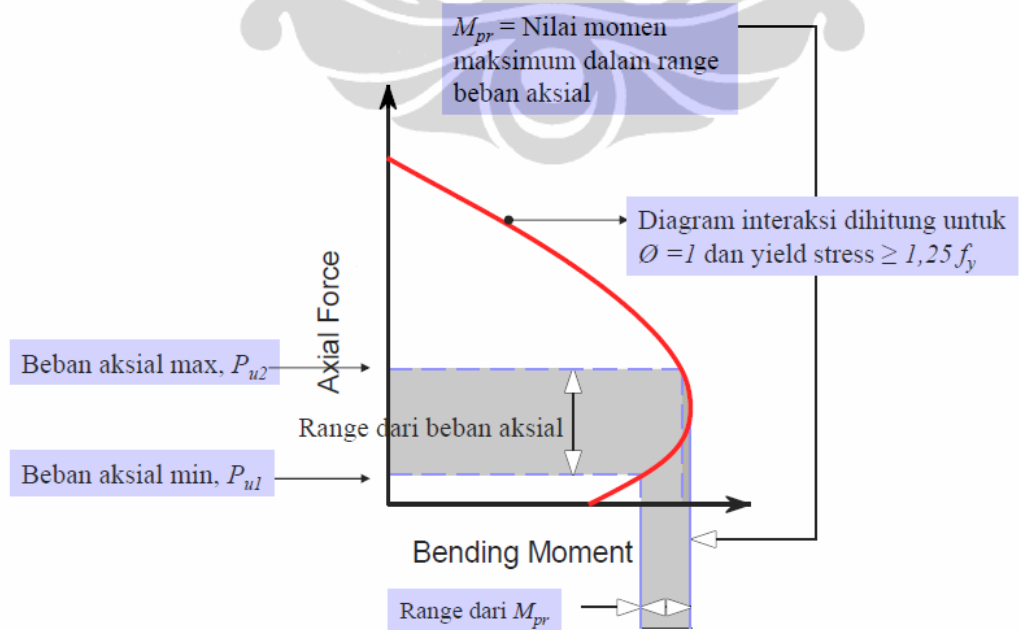 M_pr = Nilai momen
maksimum dalam range
beban aksial
Diagram interaksi dihitung untuk
Ø =1 dan yield stress ≥ 1,25 f_y
Axial Force
Beban aksial max, P_u2
Range dari beban aksial
Beban aksial min, P_u1
Bending Moment
Range dari M_pr